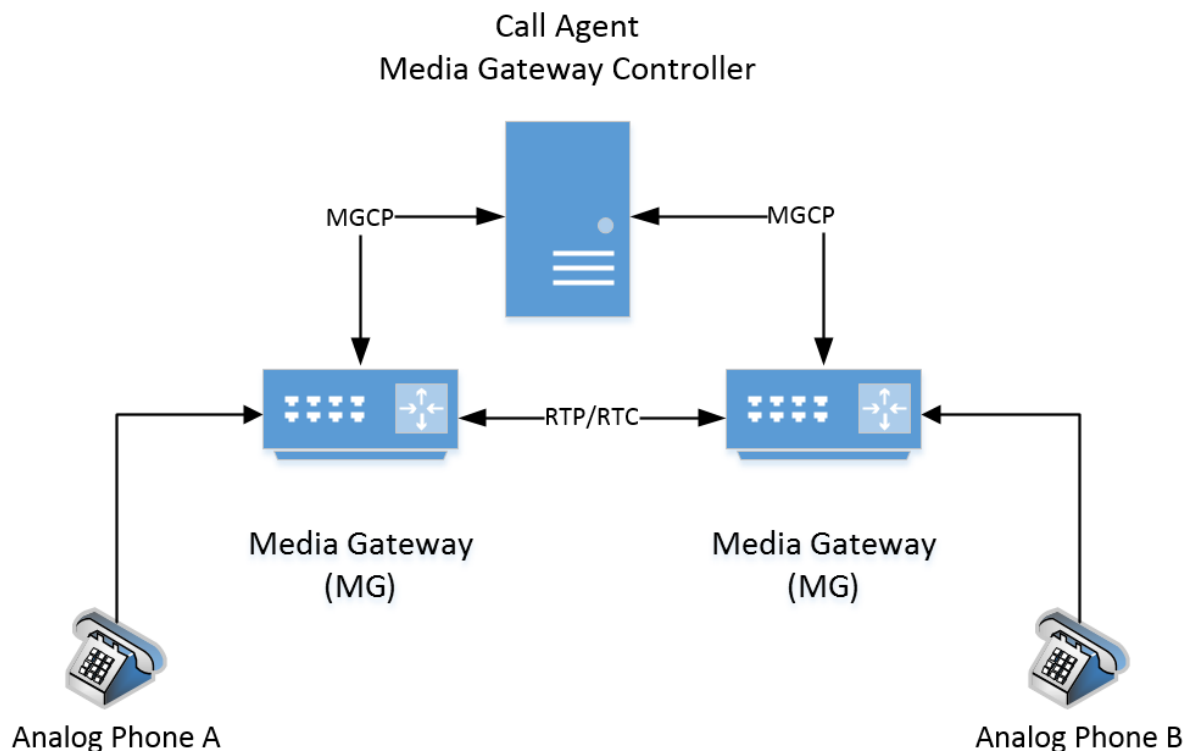 Call Agent
Media Gateway Controller
MGCP
MGCP
RTP/RTC
Media Gateway
(MG)
Media Gateway
(MG)
Analog Phone A
Analog Phone B